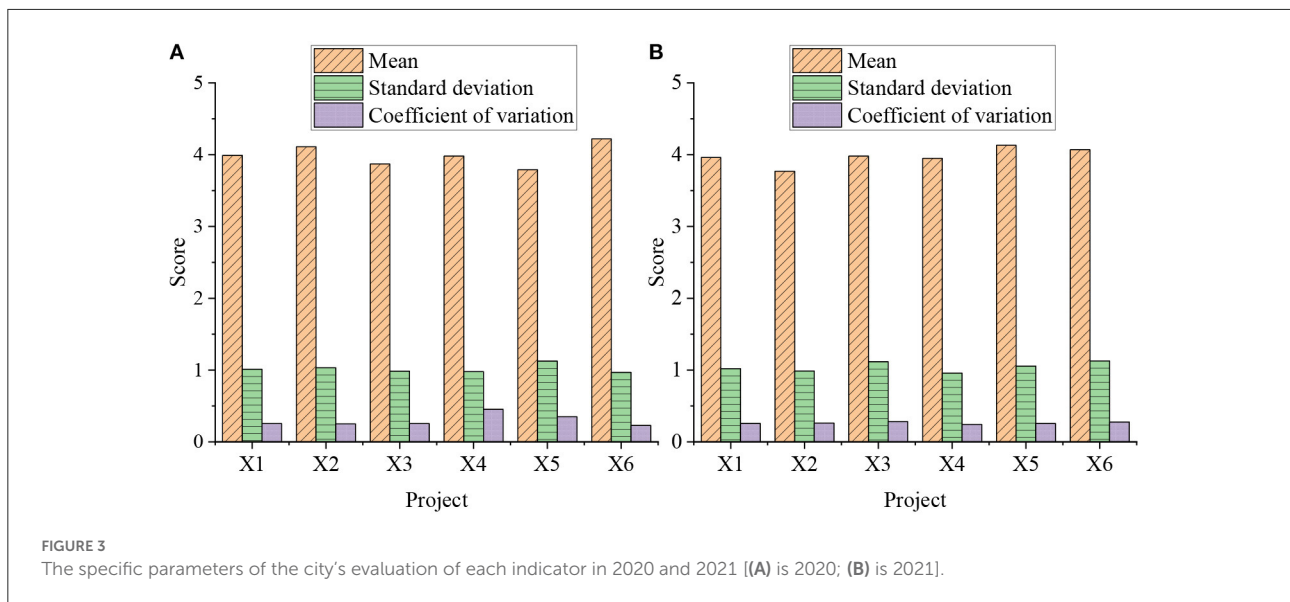 A
Mean
Standard deviation
Coefficient of variation
5
4
3
2
1
0
Score
X1 X2 X3 X4 X5 X6
Project
B
Mean
Standard deviation
Coefficient of variation
5
4
3
2
1
0
Score
X1 X2 X3 X4 X5 X6
Project
FIGURE 3
The specific parameters of the city's evaluation of each indicator in 2020 and 2021 [(A) is 2020; (B) is 2021].